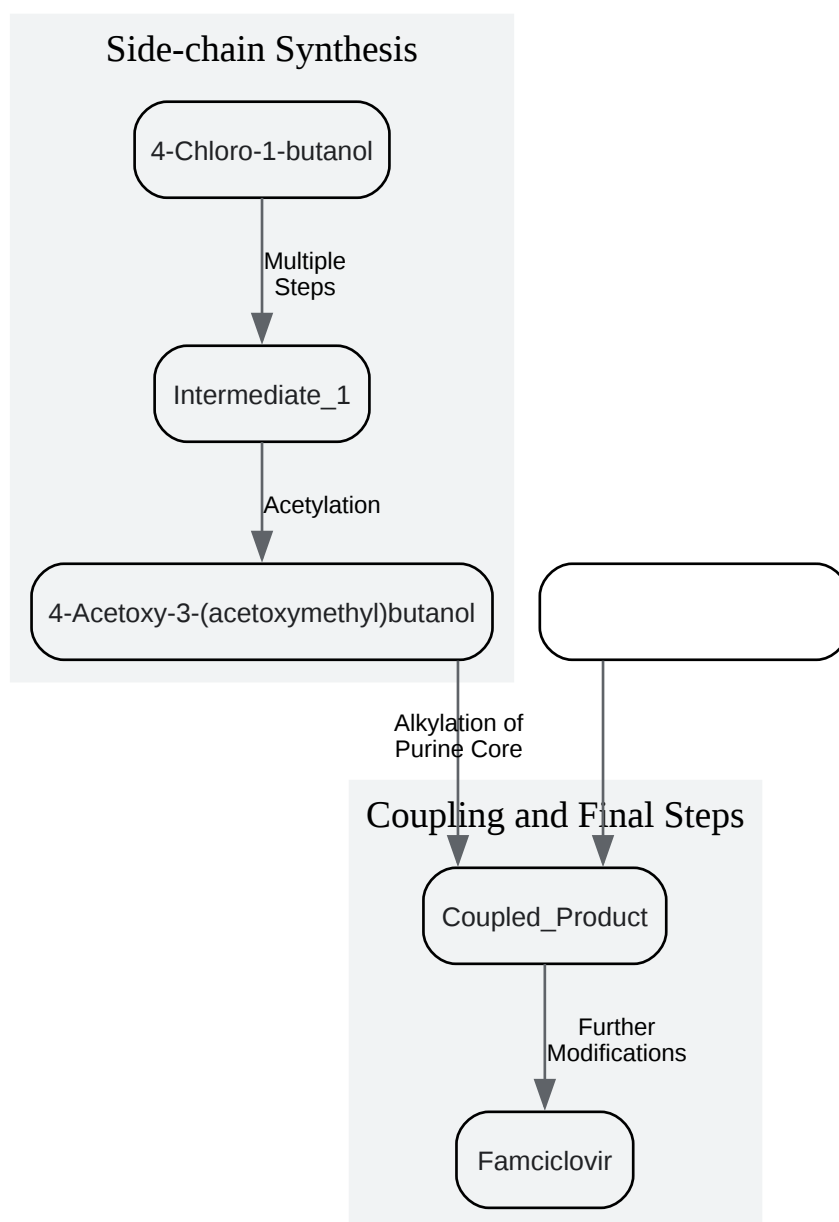 Side-chain Synthesis
4-Chloro-1-butanol
Multiple
Steps
Intermediate_1
Acetylation
4-Acetoxy-3-(acetoxymethyl)butanol
Alkylation of
Purine Core
Coupling and Final Steps
Coupled_Product
Further
Modifications
Famciclovir